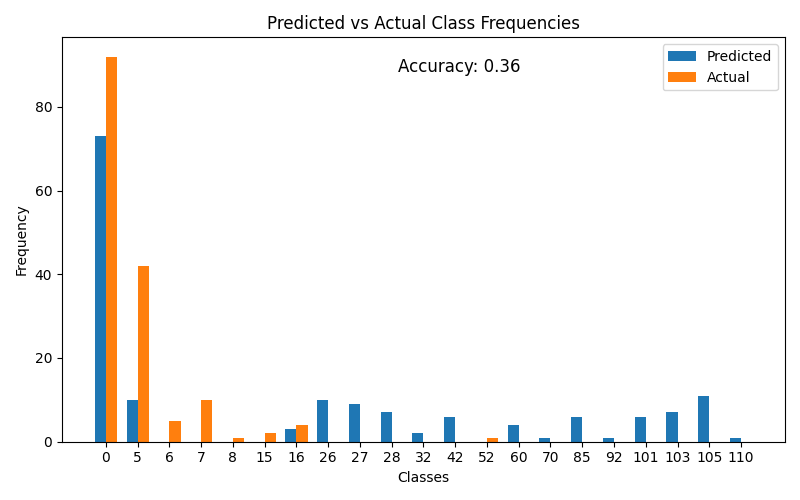 Predicted vs Actual Class Frequencies
Accuracy: 0.36
Predicted
Actual
Frequency
80
60
40
20
0
0 5 6 7 8 15 16 26 27 28 32 42 52 60 70 85 92 101 103 105 110
Classes